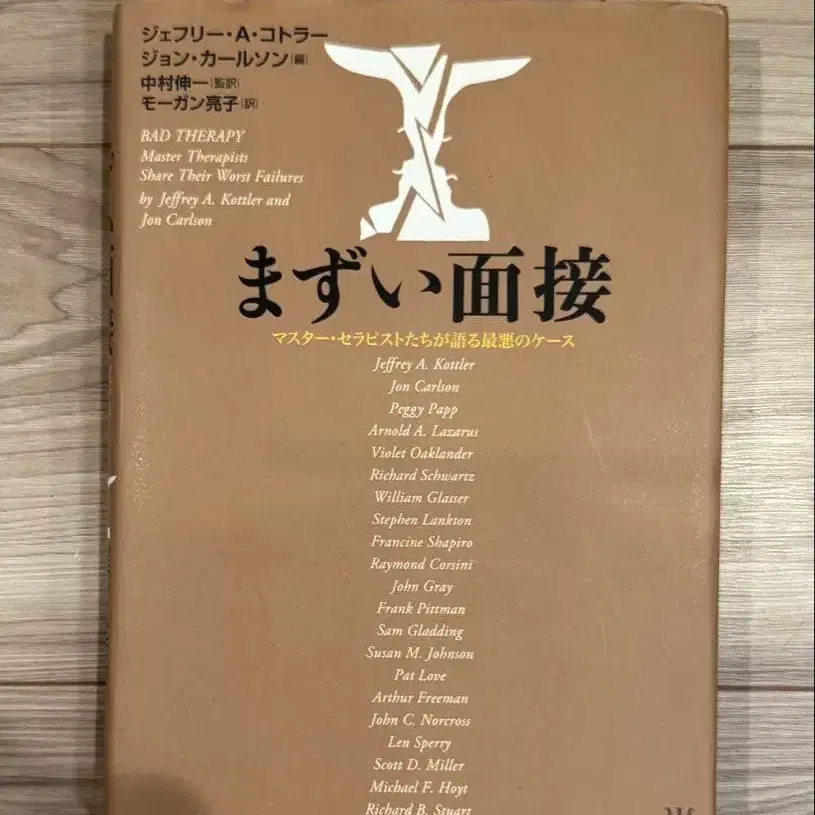 ジェフリー・A・コトラー
ジョン・カールソン[編]
中村伸一[監訳]
モーガン亮子[訳]
BAD THERAPY
Master Therapists
Share Their Worst Failures
by Jeffrey A. Kottler and
Jon Carlson
まずい面接
マスター・セラピストたちが語る最悪のケース
Jeffrey A. Kottler
Jon Carlson
Peggy Papp
Arnold A. Lazarus
Violet Oaklander
Richard Schwartz
William Glasser
Stephen Lankton
Francine Shapiro
Raymond Corsini
John Gray
Frank Pittman
Sam Gladding
Susan M. Johnson
Pat Love
Arthur Freeman
John C. Norcross
Len Sperry
Scott D. Miller
Michael F. Hoyt
Richard B. Stuart